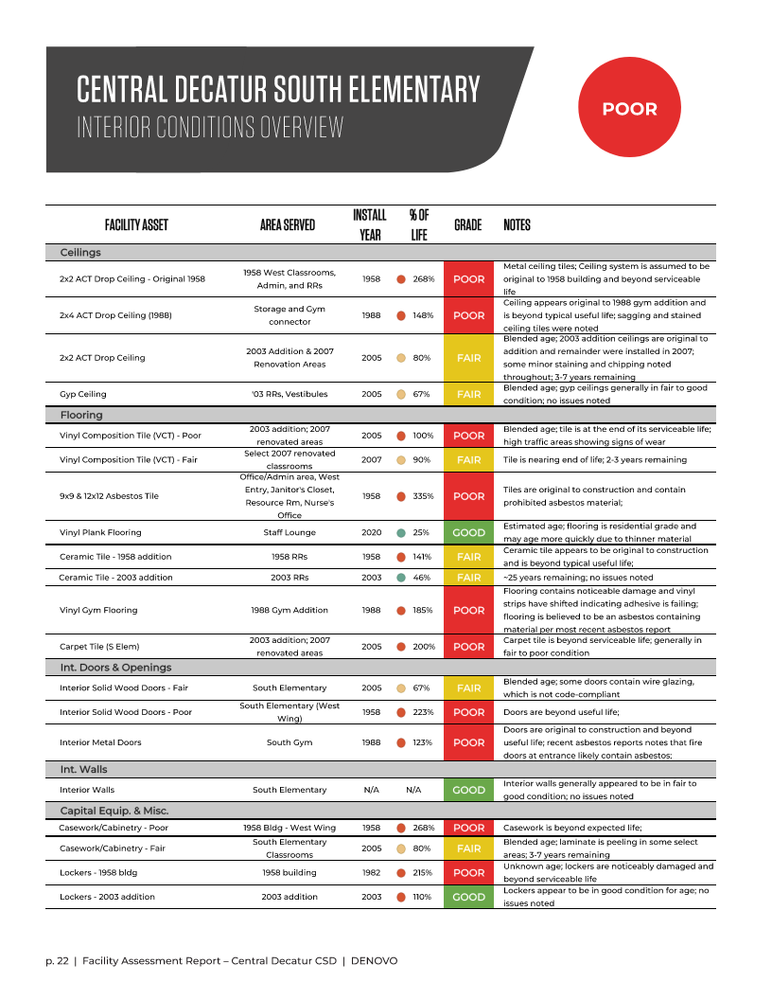 CENTRAL DECATUR SOUTH ELEMENTARY
INTERIOR CONDITIONS OVERVIEW
POOR
FACILITY ASSET AREA SERVED INSTALL YEAR % OF LIFE GRADE NOTES
Ceilings
2x2 ACT Drop Ceiling - Original 1958 1958 West Classrooms, Admin, and RRs 1958 268% POOR Metal ceiling tiles; Ceiling system is assumed to be original to 1958 building and beyond serviceable life
2x4 ACT Drop Ceiling (1988) Storage and Gym connector 1988 148% POOR Ceiling appears original to 1988 gym addition and is beyond typical useful life; sagging and stained ceiling tiles were noted
2x2 ACT Drop Ceiling 2003 Addition & 2007 Renovation Areas 2005 80% FAIR Blended age; 2003 addition ceilings are original to addition and remainder were installed in 2007; some minor staining and chipping noted throughout; 3-7 years remaining
Gyp Ceiling '03 RRs, Vestibules 2005 67% FAIR Blended age; gyp ceilings generally in fair to good condition; no issues noted
Flooring
Vinyl Composition Tile (VCT) - Poor 2003 addition; 2007 renovated areas 2005 100% POOR Blended age; tile is at the end of its serviceable life; high traffic areas showing signs of wear
Vinyl Composition Tile (VCT) - Fair Select 2007 renovated classrooms 2007 90% FAIR Tile is nearing end of life; 2-3 years remaining
9x9 & 12x12 Asbestos Tile Office/Admin area, West Entry, Janitor's Closet, Resource Rm, Nurse's Office 1958 335% POOR Tiles are original to construction and contain prohibited asbestos material;
Vinyl Plank Flooring Staff Lounge 2020 25% GOOD Estimated age; flooring is residential grade and may age more quickly due to thinner material
Ceramic Tile - 1958 addition 1958 RRs 1958 141% FAIR Ceramic tile appears to be original to construction and is beyond typical useful life;
Ceramic Tile - 2003 addition 2003 RRs 2003 46% FAIR ~25 years remaining; no issues noted
Vinyl Gym Flooring 1988 Gym Addition 1988 185% POOR Flooring contains noticeable damage and vinyl strips have shifted indicating adhesive is failing; flooring is believed to be an asbestos containing material per most recent asbestos report
Carpet Tile (S Elem) 2003 addition; 2007 renovated areas 2005 200% POOR Carpet tile is beyond serviceable life; generally in fair to poor condition
Int. Doors & Openings
Interior Solid Wood Doors - Fair South Elementary 2005 67% FAIR Blended age; some doors contain wire glazing, which is not code-compliant
Interior Solid Wood Doors - Poor South Elementary (West Wing) 1958 223% POOR Doors are beyond useful life;
Interior Metal Doors South Gym 1988 123% POOR Doors are original to construction and beyond useful life; recent asbestos reports notes that fire doors at entrance likely contain asbestos;
Int. Walls
Interior Walls South Elementary N/A N/A GOOD Interior walls generally appeared to be in fair to good condition; no issues noted
Capital Equip. & Misc.
Casework/Cabinetry - Poor 1958 Bldg - West Wing 1958 268% POOR Casework is beyond expected life;
Casework/Cabinetry - Fair South Elementary Classrooms 2005 80% FAIR Blended age; laminate is peeling in some select areas; 3-7 years remaining
Lockers - 1958 bldg 1958 building 1982 215% POOR Unknown age; lockers are noticeably damaged and beyond serviceable life
Lockers - 2003 addition 2003 addition 2003 110% GOOD Lockers appear to be in good condition for age; no issues noted
p. 22 | Facility Assessment Report – Central Decatur CSD | DENOVO